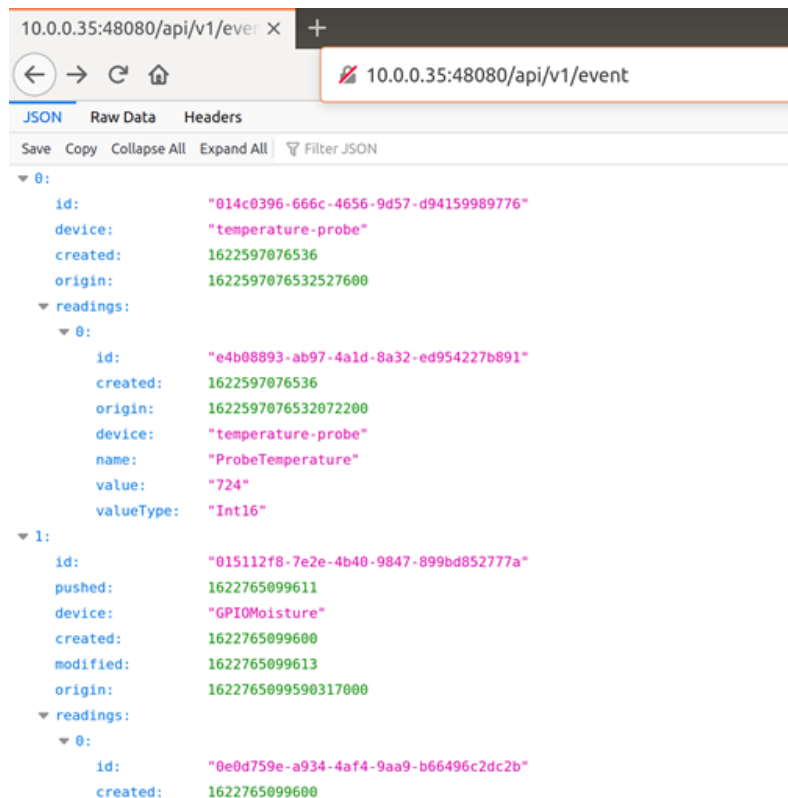 10.0.0.35:48080/api/v1/ever
10.0.0.35:48080/api/v1/event
JSON Raw Data Headers
Save Copy Collapse All Expand All Filter JSON
0:
id: "014c0396-666c-4656-9d57-d94159989776"
device: "temperature-probe"
created: 1622597076536
origin: 1622597076532527600
readings:
0:
id: "e4b08893-ab97-4a1d-8a32-ed954227b891"
created: 1622597076536
origin: 1622597076532072200
device: "temperature-probe"
name: "ProbeTemperature"
value: "724"
valueType: "Int16"
1:
id: "015112f8-7e2e-4b40-9847-899bd852777a"
pushed: 1622765099611
device: "GPIOMoisture"
created: 1622765099600
modified: 1622765099613
origin: 1622765099590317000
readings:
0:
id: "0e0d759e-a934-4af4-9aa9-b66496c2dc2b"
created: 1622765099600